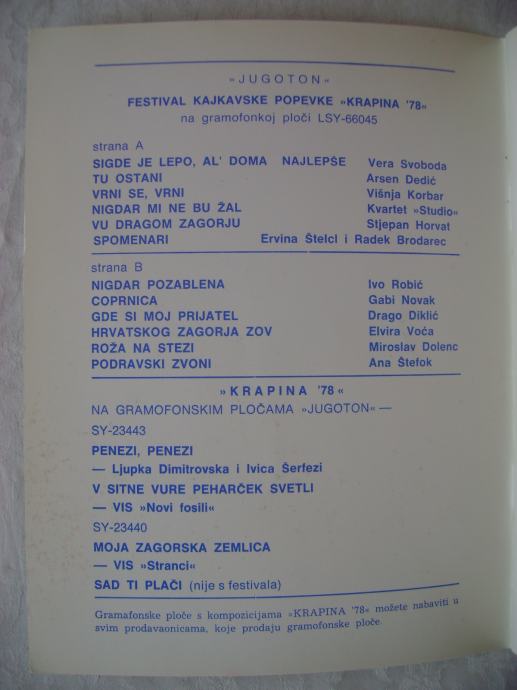 »JUGOTON«
FESTIVAL KAJKAVSKE POPEVKE »KRAPINA '78«
na gramofonkoj ploči LSY-66045
strana A
SIGDE JE LEPO, AL' DOMA NAJLEPŠE Vera Svoboda
TU OSTANI Arsen Dedić
VRNI SE, VRNI Višnja Korbar
NIGDAR MI NE BU ŽAL Kvartet »Studio«
VU DRAGOM ZAGORJU Stjepan Horvat
SPOMENARI Ervina Štelcl i Radek Brodarec
strana B
NIGDAR POZABLENA Ivo Robić
COPRNICA Gabi Novak
GDE SI MOJ PRIJATEL Drago Diklić
HRVATSKOG ZAGORJA ZOV Elvira Voća
ROŽA NA STEZI Miroslav Dolenc
PODRAVSKI ZVONI Ana Štefok
»KRAPINA '78«
NA GRAMOFONSKIM PLOČAMA »JUGOTON« —
SY-23443
PENEZI, PENEZI
— Ljupka Dimitrovska i Ivica Šerfezi
V SITNE VURE PEHARČEK SVETLI
— VIS »Novi fosili«
SY-23440
MOJA ZAGORSKA ZEMLICA
— VIS »Stranci«
SAD TI PLAČI (nije s festivala)
Gramafonske ploče s kompozicijama »KRAPINA '78« možete nabaviti u
svim prodavaonicama, koje prodaju gramofonske ploče.